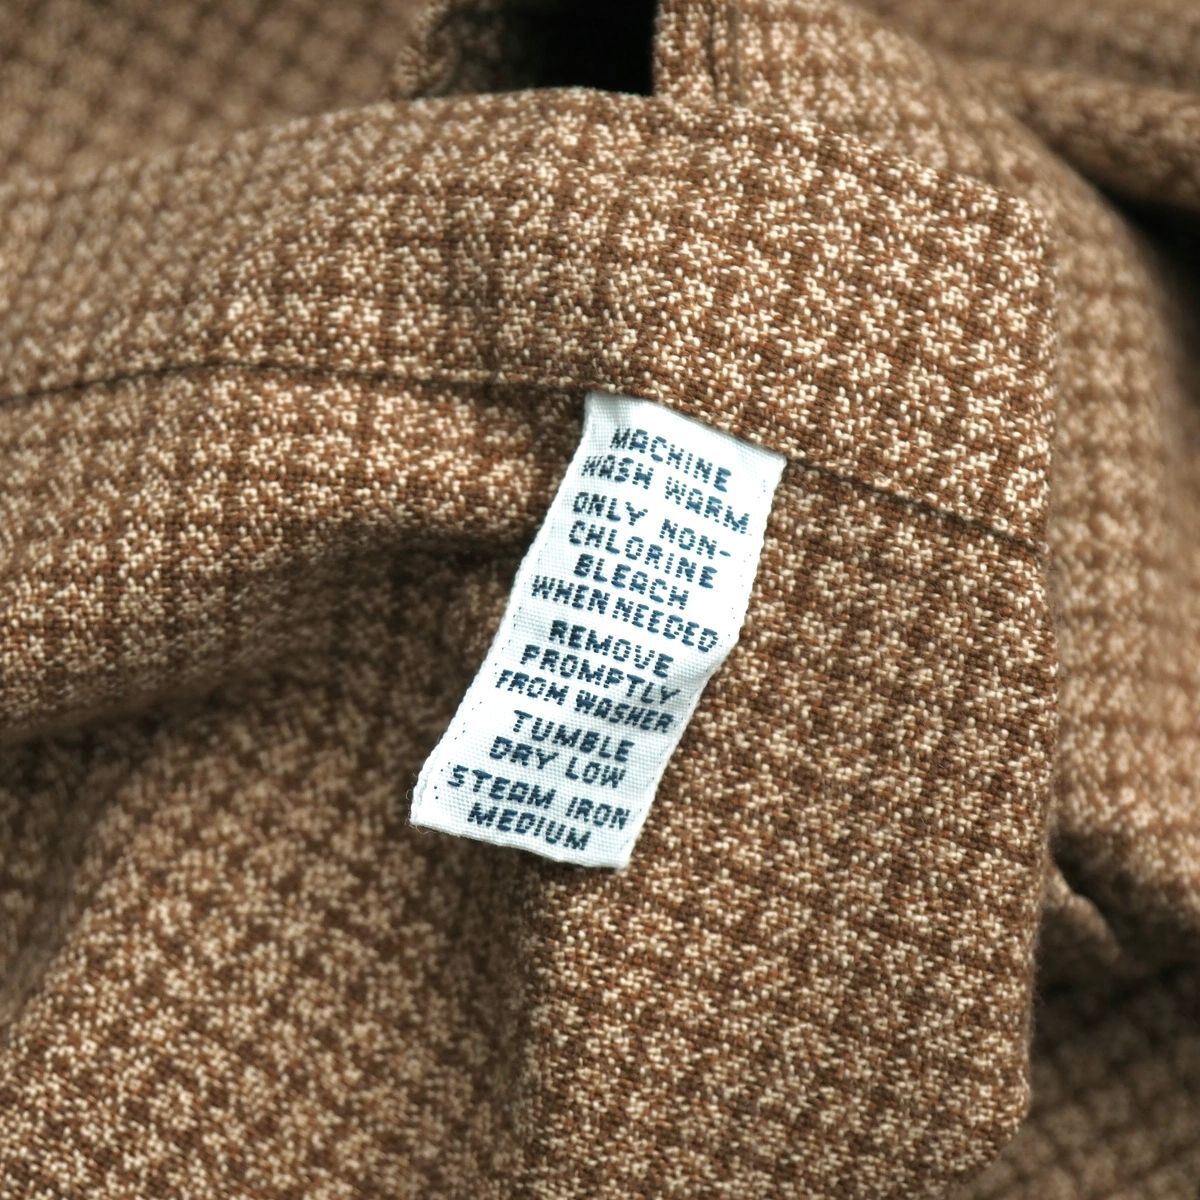 MACHINE
WASH WARM
ONLY NON-
CHLORINE
BLEACH
WHEN NEEDED
REMOVE
PROMPTLY
FROM WASHER
TUMBLE
DRY LOW
STEAM IRON
MEDIUM